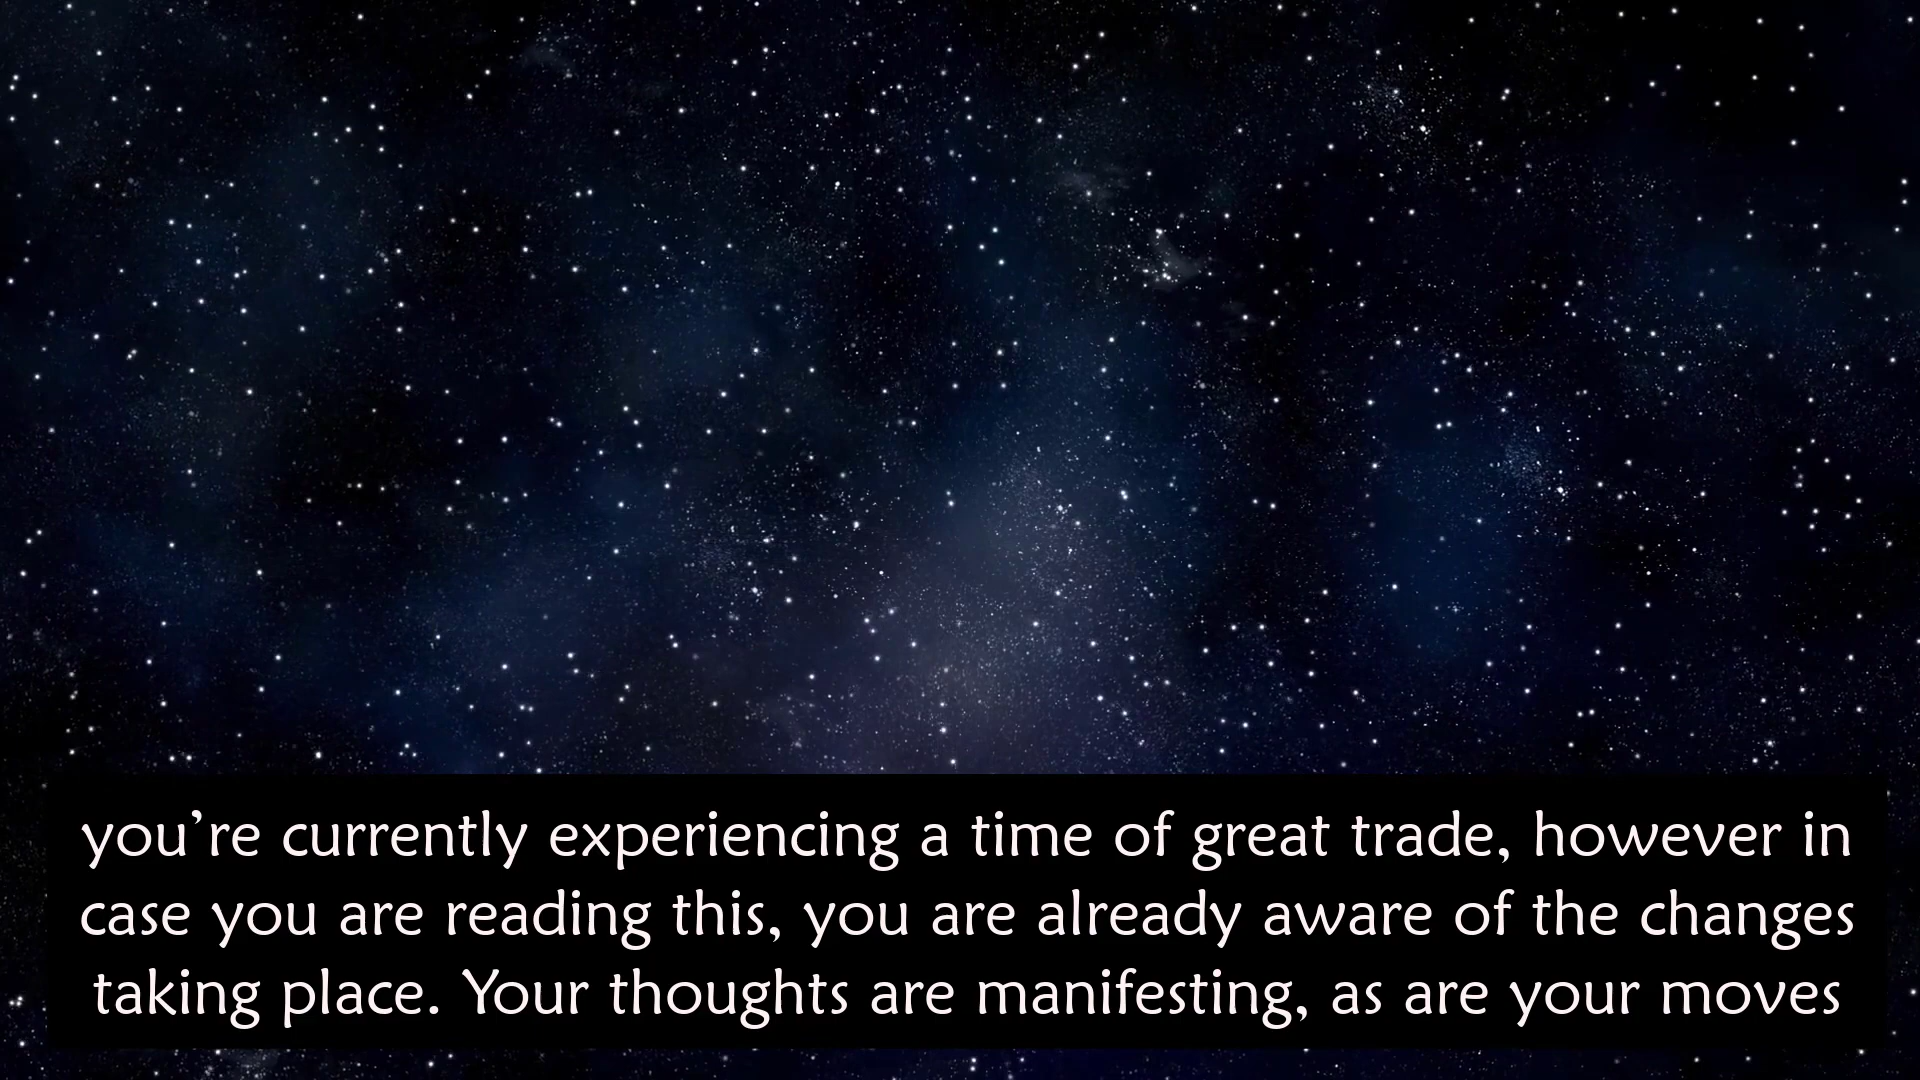 you’re currently experiencing a time of great trade, however in
case you are reading this, you are already aware of the changes
taking place. Your thoughts are manifesting, as are your moves